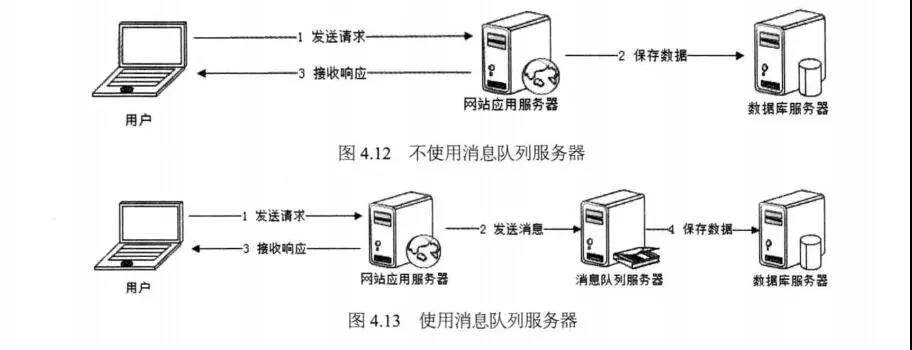 1 发送请求
2 保存数据
3 接收响应
网站应用服务器
用户
数据库服务器
图 4.12 不使用消息队列服务器
1 发送请求
2 发送消息
4 保存数据
3 接收响应
网站应用服务器
消息队列服务器
数据库服务器
用户
图 4.13 使用消息队列服务器